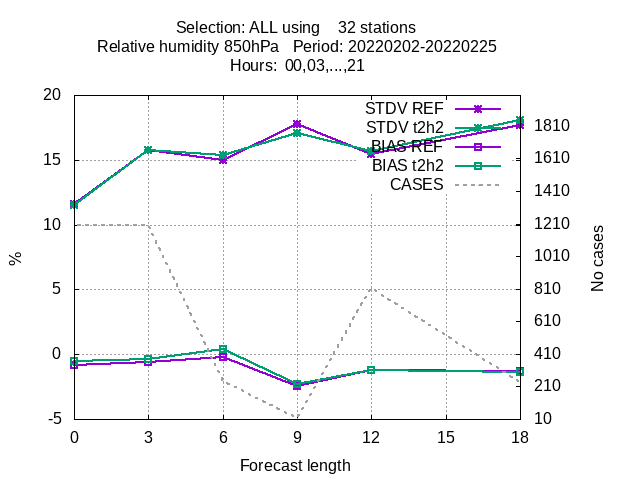 Selection: ALL using    32 stations
Relative humidity 850hPa   Period: 20220202-20220225
Hours:  00,03,...,21
20
15
10
5
0
-5
%
STDV REF
STDV t2h2
BIAS REF
BIAS t2h2
CASES
1810
1610
1410
1210
1010
810
610
410
210
10
No cases
0 3 6 9 12 15 18
Forecast length